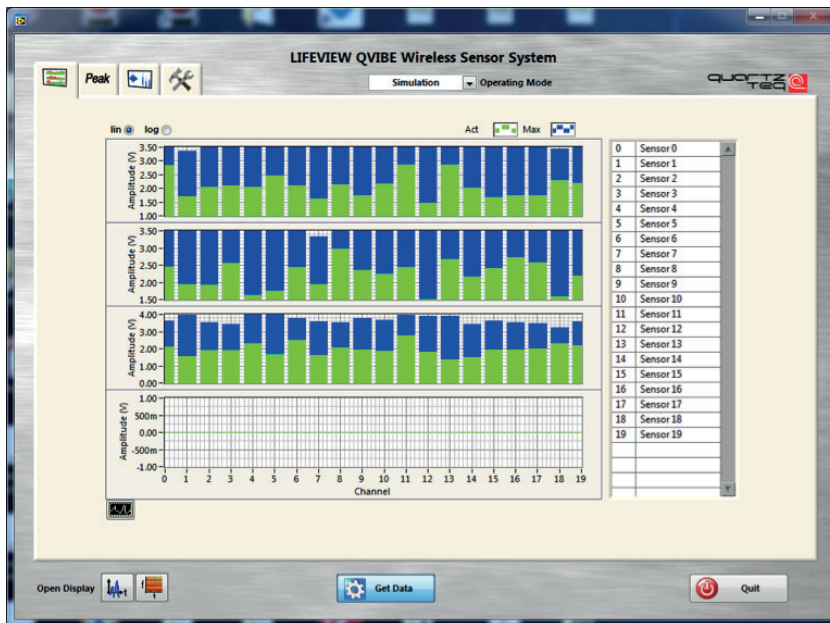 LIFEVIEW QVIBE Wireless Sensor System
Peak
Simulation Operating Mode
QUARTZ TEQ
lin log Act Max
Amplitude (V)
3.50
3.00
2.50
2.00
1.50
1.00
Amplitude (V)
3.50
3.00
2.50
2.00
1.50
Amplitude (V)
4.00
3.00
2.00
1.00
0.00
Amplitude (V)
1.00
500m
0.00
-500m
-1.00
0 1 2 3 4 5 6 7 8 9 10 11 12 13 14 15 16 17 18 19
Channel
0 Sensor 0
1 Sensor 1
2 Sensor 2
3 Sensor 3
4 Sensor 4
5 Sensor 5
6 Sensor 6
7 Sensor 7
8 Sensor 8
9 Sensor 9
10 Sensor 10
11 Sensor 11
12 Sensor 12
13 Sensor 13
14 Sensor 14
15 Sensor 15
16 Sensor 16
17 Sensor 17
18 Sensor 18
19 Sensor 19
Open Display t f t Get Data Quit